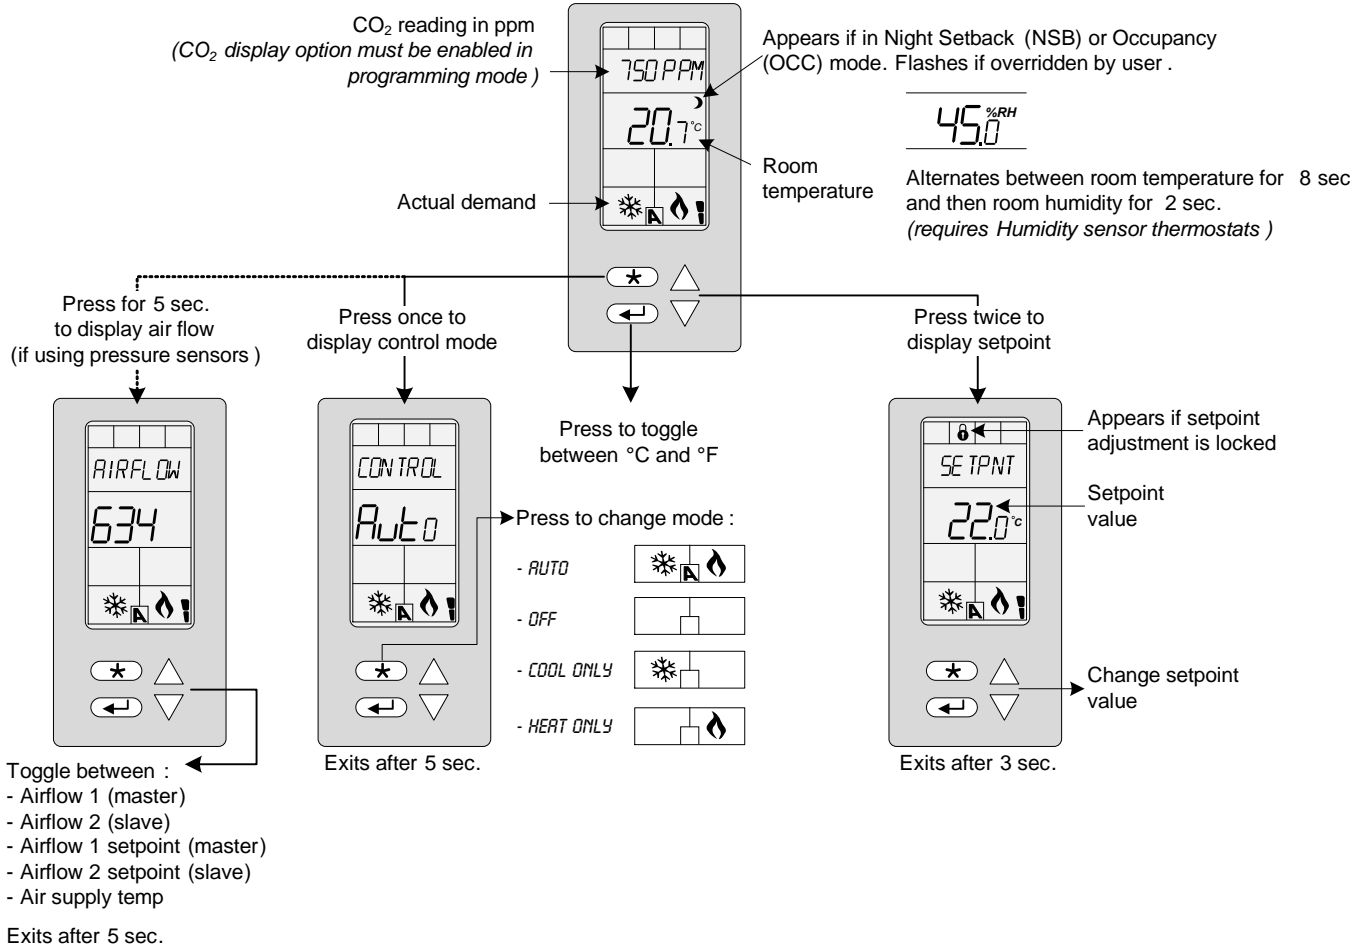 CO2 reading in ppm
(CO2 display option must be enabled in
programming mode )
750 PPM
20.7°C
Appears if in Night Setback (NSB) or Occupancy
(OCC) mode. Flashes if overridden by user .
45.0 %RH
Alternates between room temperature for 8 sec
and then room humidity for 2 sec.
(requires Humidity sensor thermostats )
Room
temperature
Actual demand
A
Press for 5 sec.
to display air flow
(if using pressure sensors )
Press once to
display control mode
Press to toggle
between °C and °F
Press twice to
display setpoint
AIRFLOW
634
A
CONTROL
Auto
A
Press to change mode :
- AUTO
A
- OFF
- COOL ONLY
- HEAT ONLY
SETPNT
22.0°C
A
Appears if setpoint
adjustment is locked
Setpoint
value
Change setpoint
value
Exits after 5 sec.
Exits after 3 sec.
Toggle between :
- Airflow 1 (master)
- Airflow 2 (slave)
- Airflow 1 setpoint (master)
- Airflow 2 setpoint (slave)
- Air supply temp
Exits after 5 sec.